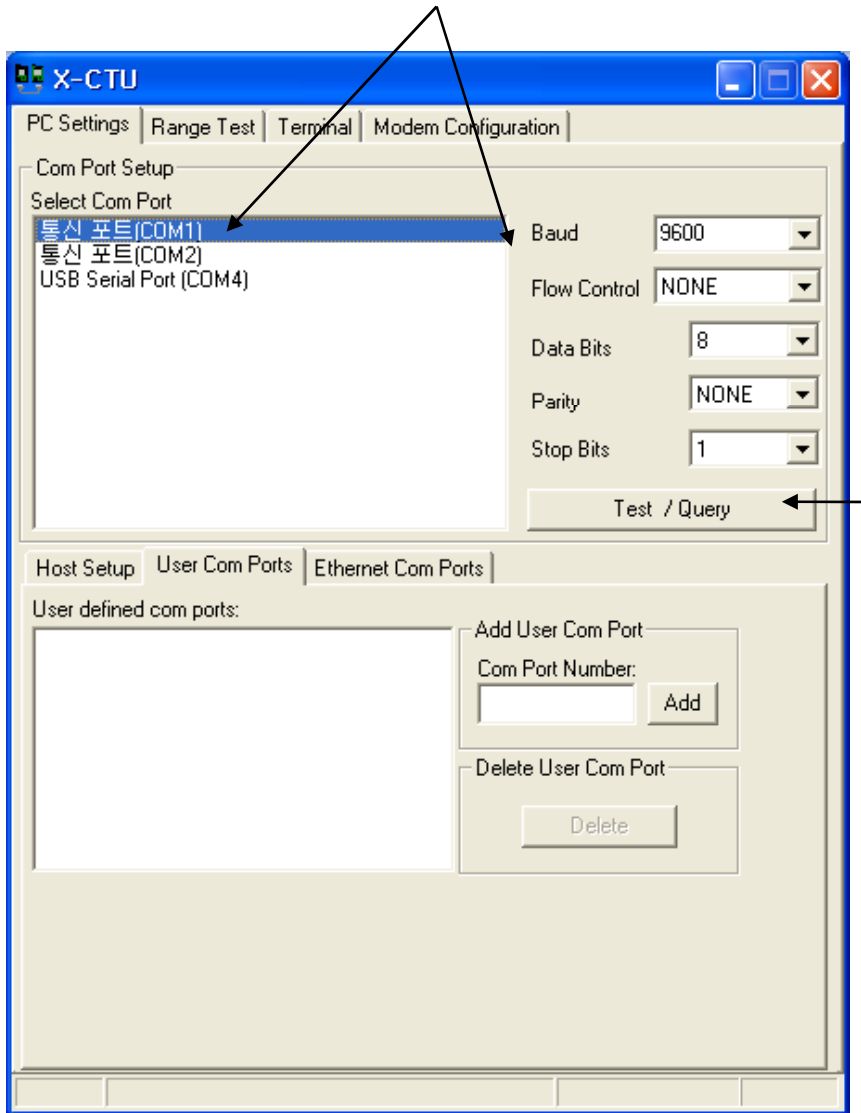 X-CTU
PC Settings Range Test Terminal Modem Configuration
Com Port Setup
Select Com Port
통신 포트(COM1)
통신 포트(COM2)
USB Serial Port (COM4)
Baud 9600
Flow Control NONE
Data Bits 8
Parity NONE
Stop Bits 1
Test / Query
Host Setup User Com Ports Ethernet Com Ports
User defined com ports:
Add User Com Port
Com Port Number:
Add
Delete User Com Port
Delete